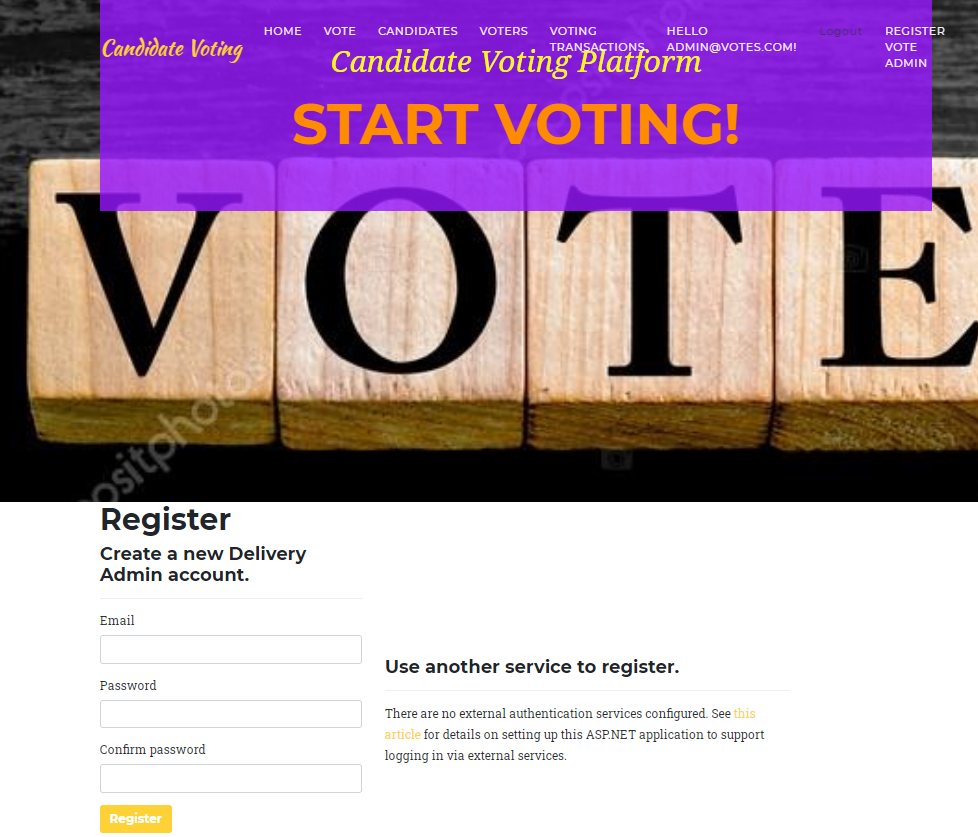 Candidate Voting
HOME
VOTE
CANDIDATES
VOTERS
VOTING
TRANSACTIONS
HELLO
ADMIN@VOTES.COM!
Logout
REGISTER
VOTE
ADMIN
Candidate Voting Platform
START VOTING!
VOTE
Register
Create a new Delivery
Admin account.
Email
Password
Confirm password
Register
Use another service to register.
There are no external authentication services configured. See this
article for details on setting up this ASP.NET application to support
logging in via external services.